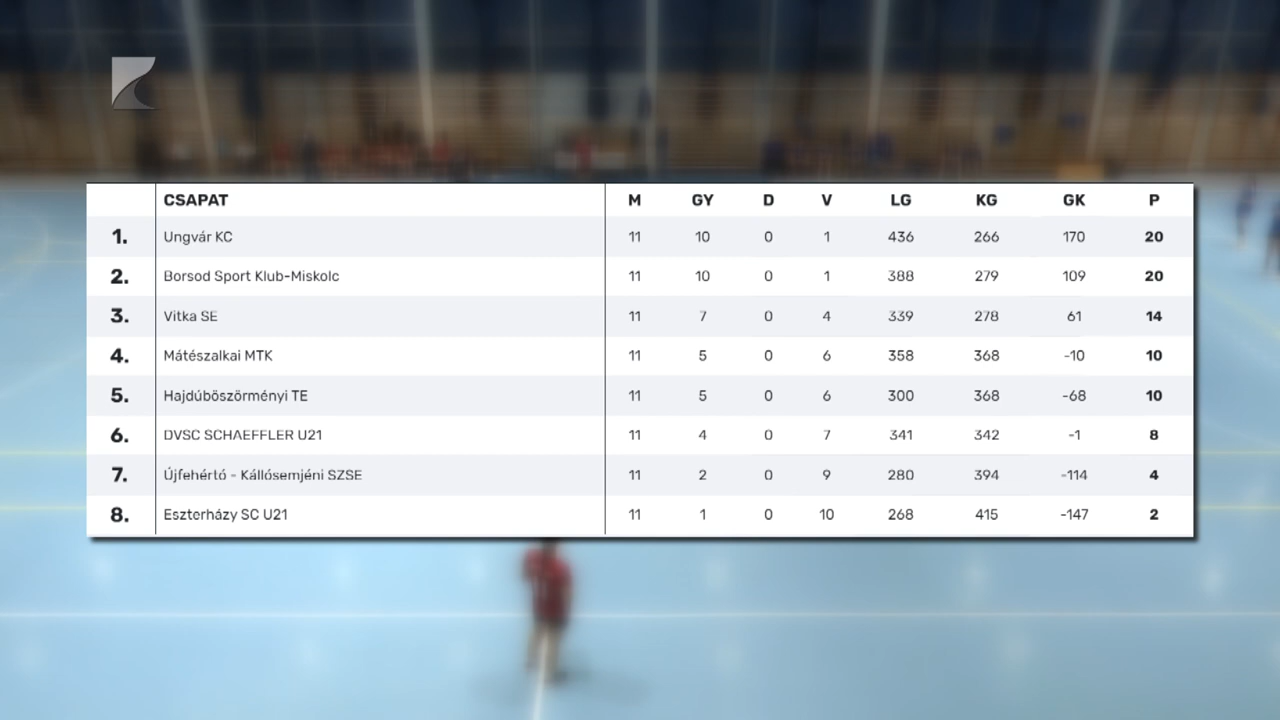 CSAPAT M GY D V LG KG GK P
1. Ungvár KC 11 10 0 1 436 266 170 20
2. Borsod Sport Klub-Miskolc 11 10 0 1 388 279 109 20
3. Vitka SE 11 7 0 4 339 278 61 14
4. Mátészalkai MTK 11 5 0 6 358 368 -10 10
5. Hajdúböszörményi TE 11 5 0 6 300 368 -68 10
6. DVSC SCHAEFFLER U21 11 4 0 7 341 342 -1 8
7. Újfehértó - Kállósemjéni SZSE 11 2 0 9 280 394 -114 4
8. Eszterházy SC U21 11 1 0 10 268 415 -147 2